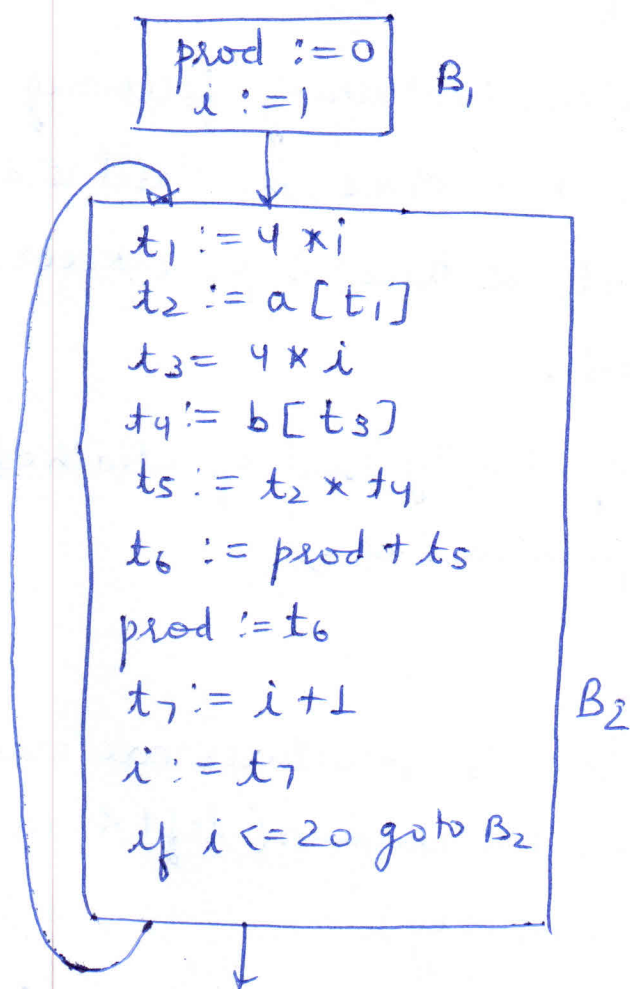 prod := 0
i := 1
B1
t1 := 4 * i
t2 := a [t1]
t3 = 4 * i
t4 := b [t3]
t5 := t2 * t4
t6 := prod + t5
prod := t6
t7 := i + 1
i := t7
if i <= 20 goto B2
B2